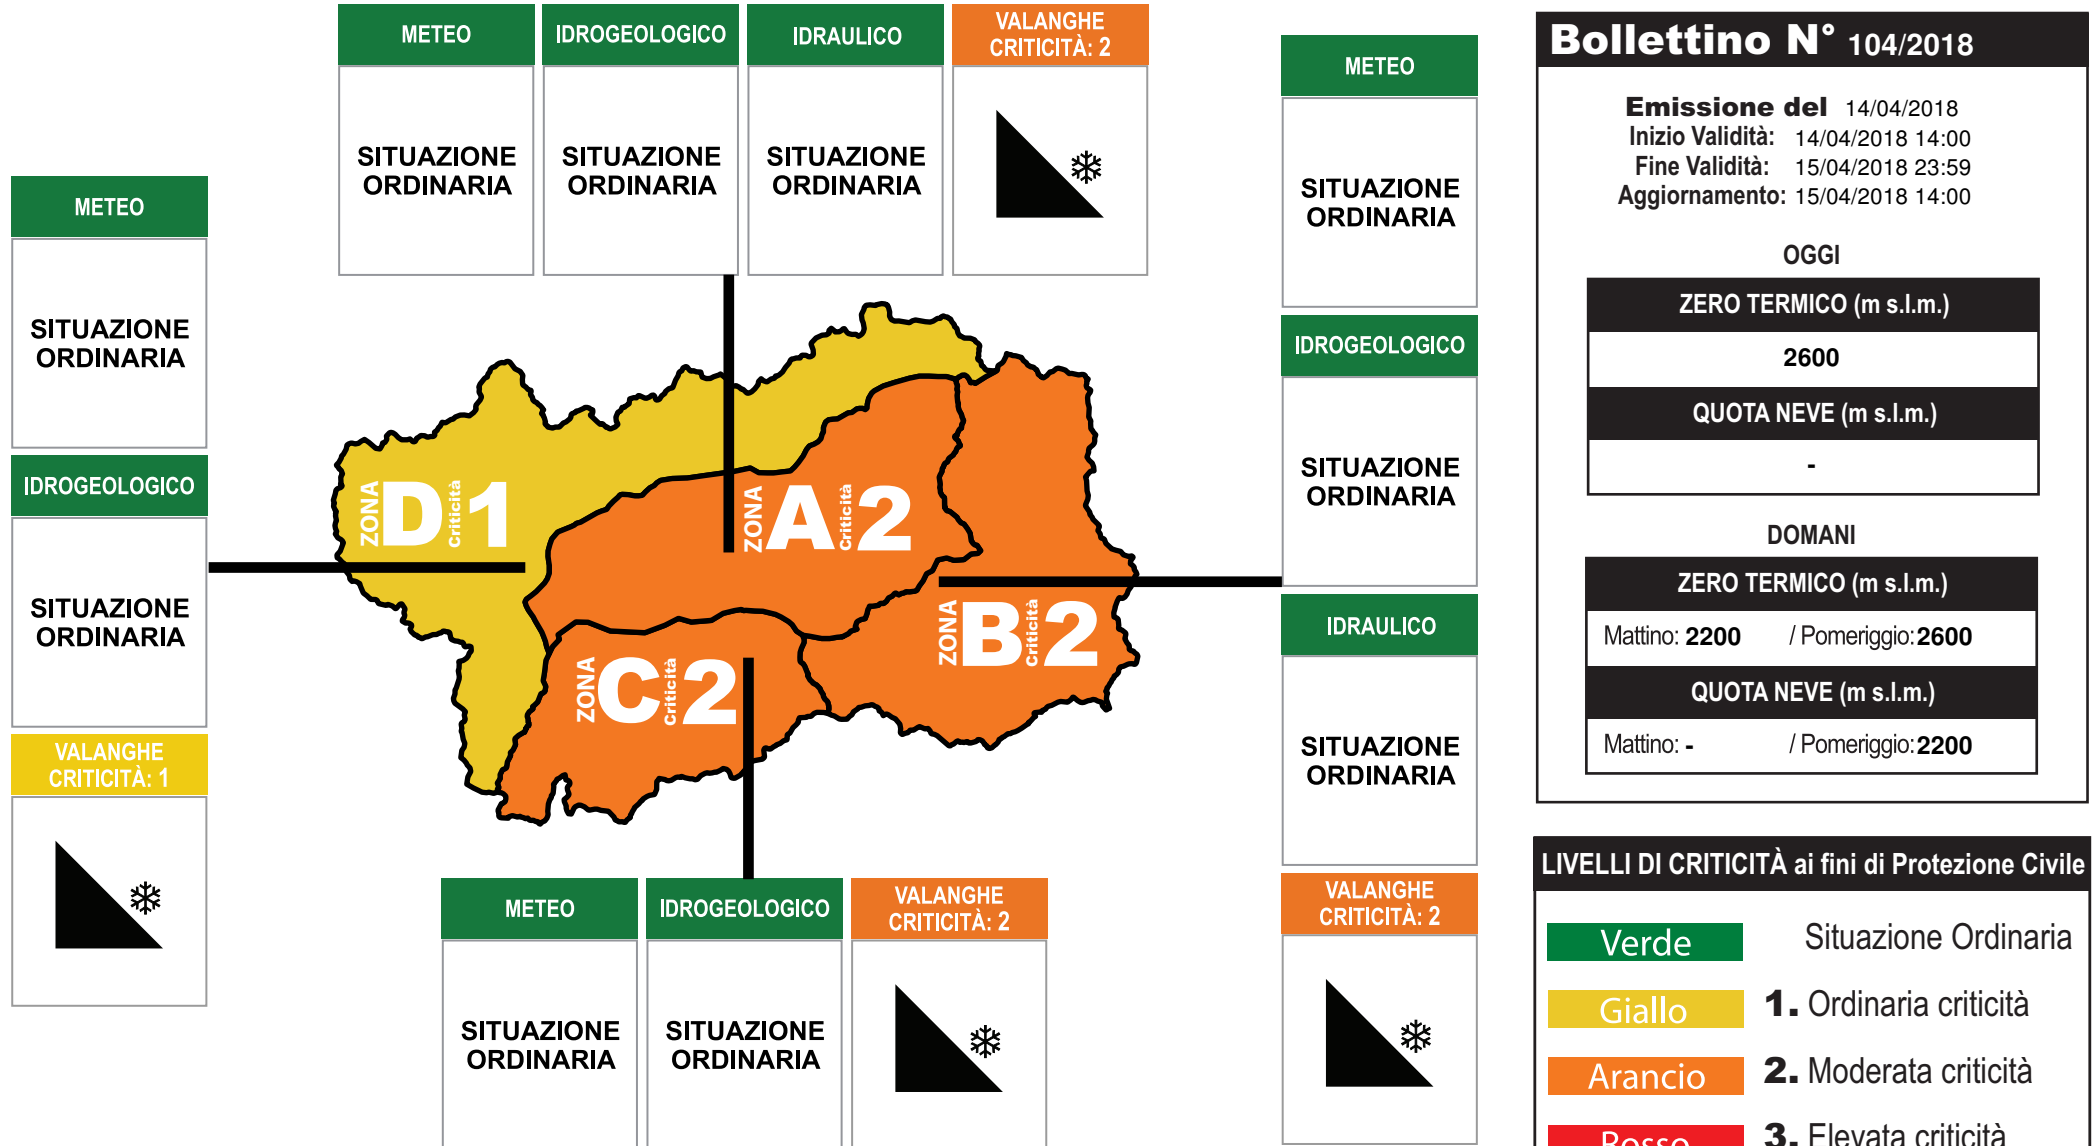 METEO
SITUAZIONE
ORDINARIA
IDROGEOLOGICO
SITUAZIONE
ORDINARIA
IDRAULICO
SITUAZIONE
ORDINARIA
VALANGHE
CRITICITÀ: 2
METEO
SITUAZIONE
ORDINARIA
IDROGEOLOGICO
SITUAZIONE
ORDINARIA
VALANGHE
CRITICITÀ: 1
ZONA D Criticità 1
ZONA A Criticità 2
ZONA B Criticità 2
ZONA C Criticità 2
METEO
SITUAZIONE
ORDINARIA
IDROGEOLOGICO
SITUAZIONE
ORDINARIA
IDRAULICO
SITUAZIONE
ORDINARIA
VALANGHE
CRITICITÀ: 2
METEO
SITUAZIONE
ORDINARIA
IDROGEOLOGICO
SITUAZIONE
ORDINARIA
VALANGHE
CRITICITÀ: 2
Bollettino N° 104/2018
Emissione del 14/04/2018
Inizio Validità: 14/04/2018 14:00
Fine Validità: 15/04/2018 23:59
Aggiornamento: 15/04/2018 14:00
OGGI
ZERO TERMICO (m s.l.m.)
2600
QUOTA NEVE (m s.l.m.)
-
DOMANI
ZERO TERMICO (m s.l.m.)
Mattino: 2200 / Pomeriggio: 2600
QUOTA NEVE (m s.l.m.)
Mattino: - / Pomeriggio: 2200
LIVELLI DI CRITICITÀ ai fini di Protezione Civile
Verde Situazione Ordinaria
Giallo 1. Ordinaria criticità
Arancio 2. Moderata criticità
Rosso 3. Elevata criticità